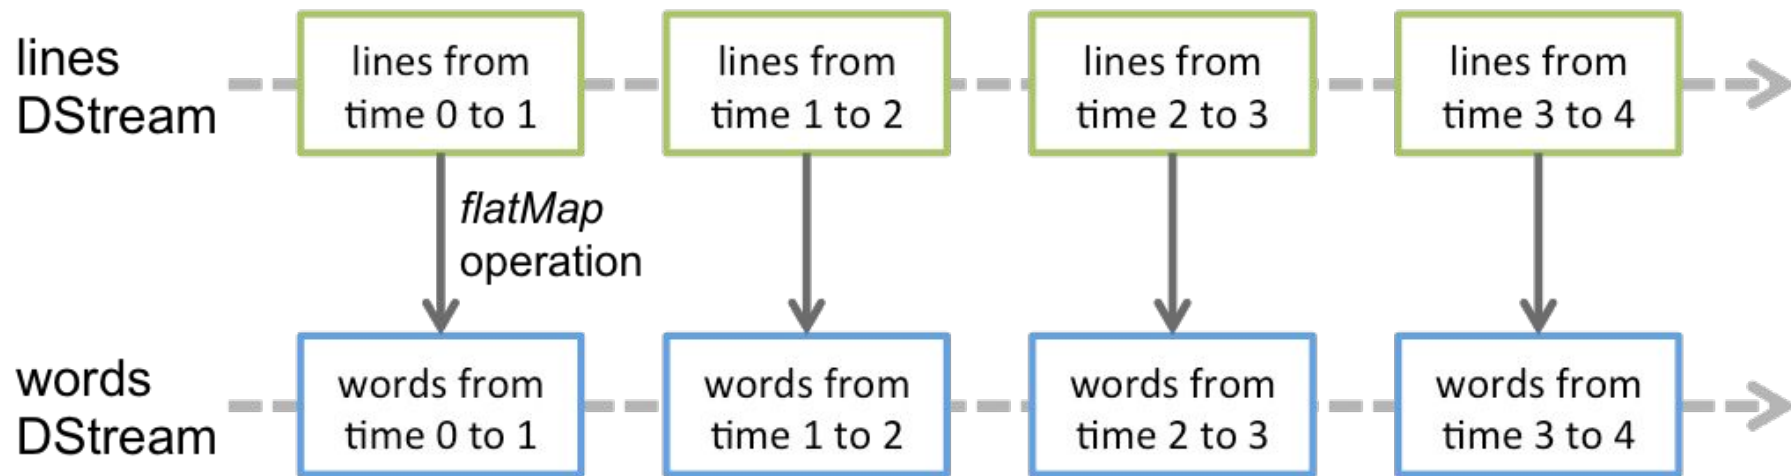 lines
DStream
lines from
time 0 to 1
lines from
time 1 to 2
lines from
time 2 to 3
lines from
time 3 to 4
flatMap
operation
words
DStream
words from
time 0 to 1
words from
time 1 to 2
words from
time 2 to 3
words from
time 3 to 4